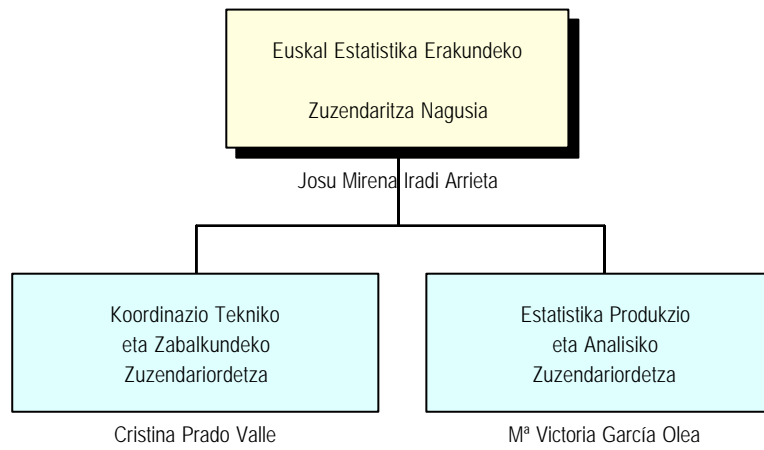 Euskal Estatistika Erakundeko
Zuzendaritza Nagusia
Josu Mirena Iradi Arrieta
Koordinazio Tekniko
eta Zabalkundeko
Zuzendariordetza
Cristina Prado Valle
Estatistika Produkzio
eta Analisiko
Zuzendariordetza
Mª Victoria García Olea